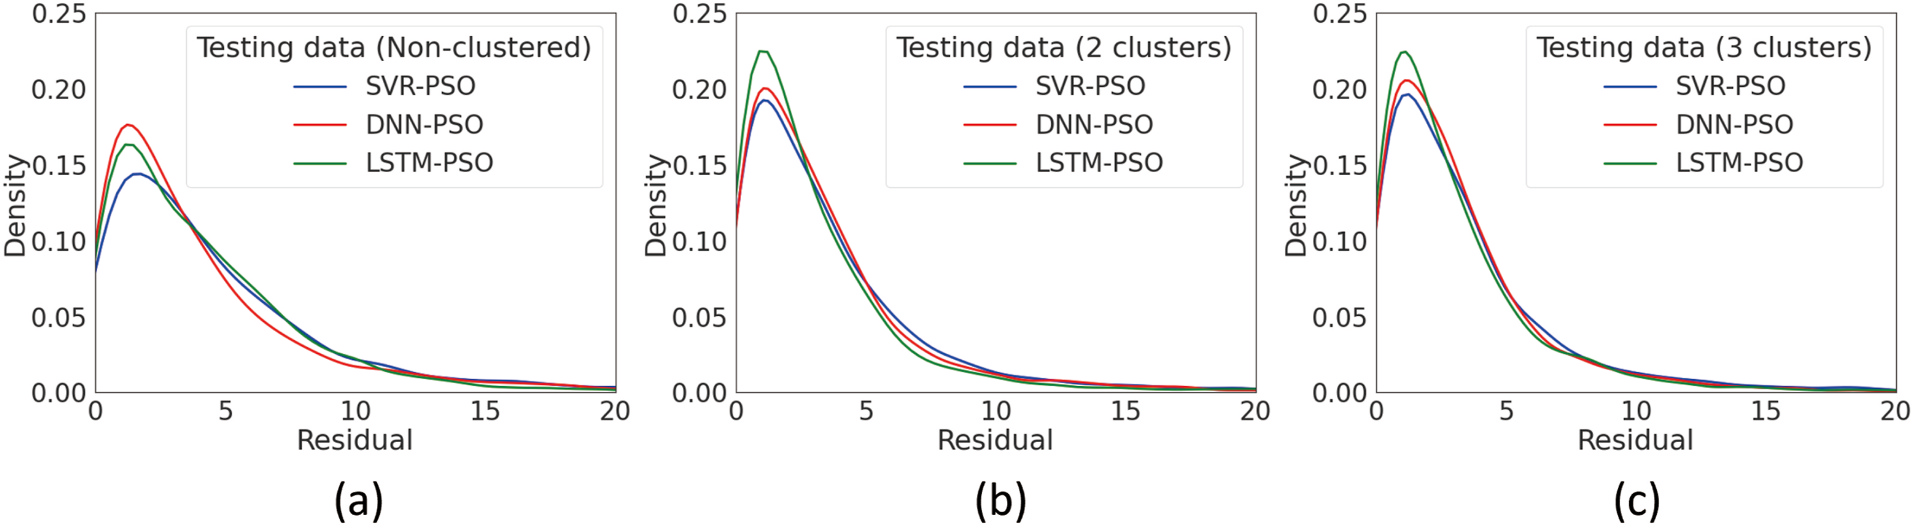 0.25
0.20
0.15
0.10
0.05
0.00
Density
Testing data (Non-clustered)
SVR-PSO
DNN-PSO
LSTM-PSO
0 5 10 15 20
Residual
(a)
0.25
0.20
0.15
0.10
0.05
0.00
Density
Testing data (2 clusters)
SVR-PSO
DNN-PSO
LSTM-PSO
0 5 10 15 20
Residual
(b)
0.25
0.20
0.15
0.10
0.05
0.00
Density
Testing data (3 clusters)
SVR-PSO
DNN-PSO
LSTM-PSO
0 5 10 15 20
Residual
(c)